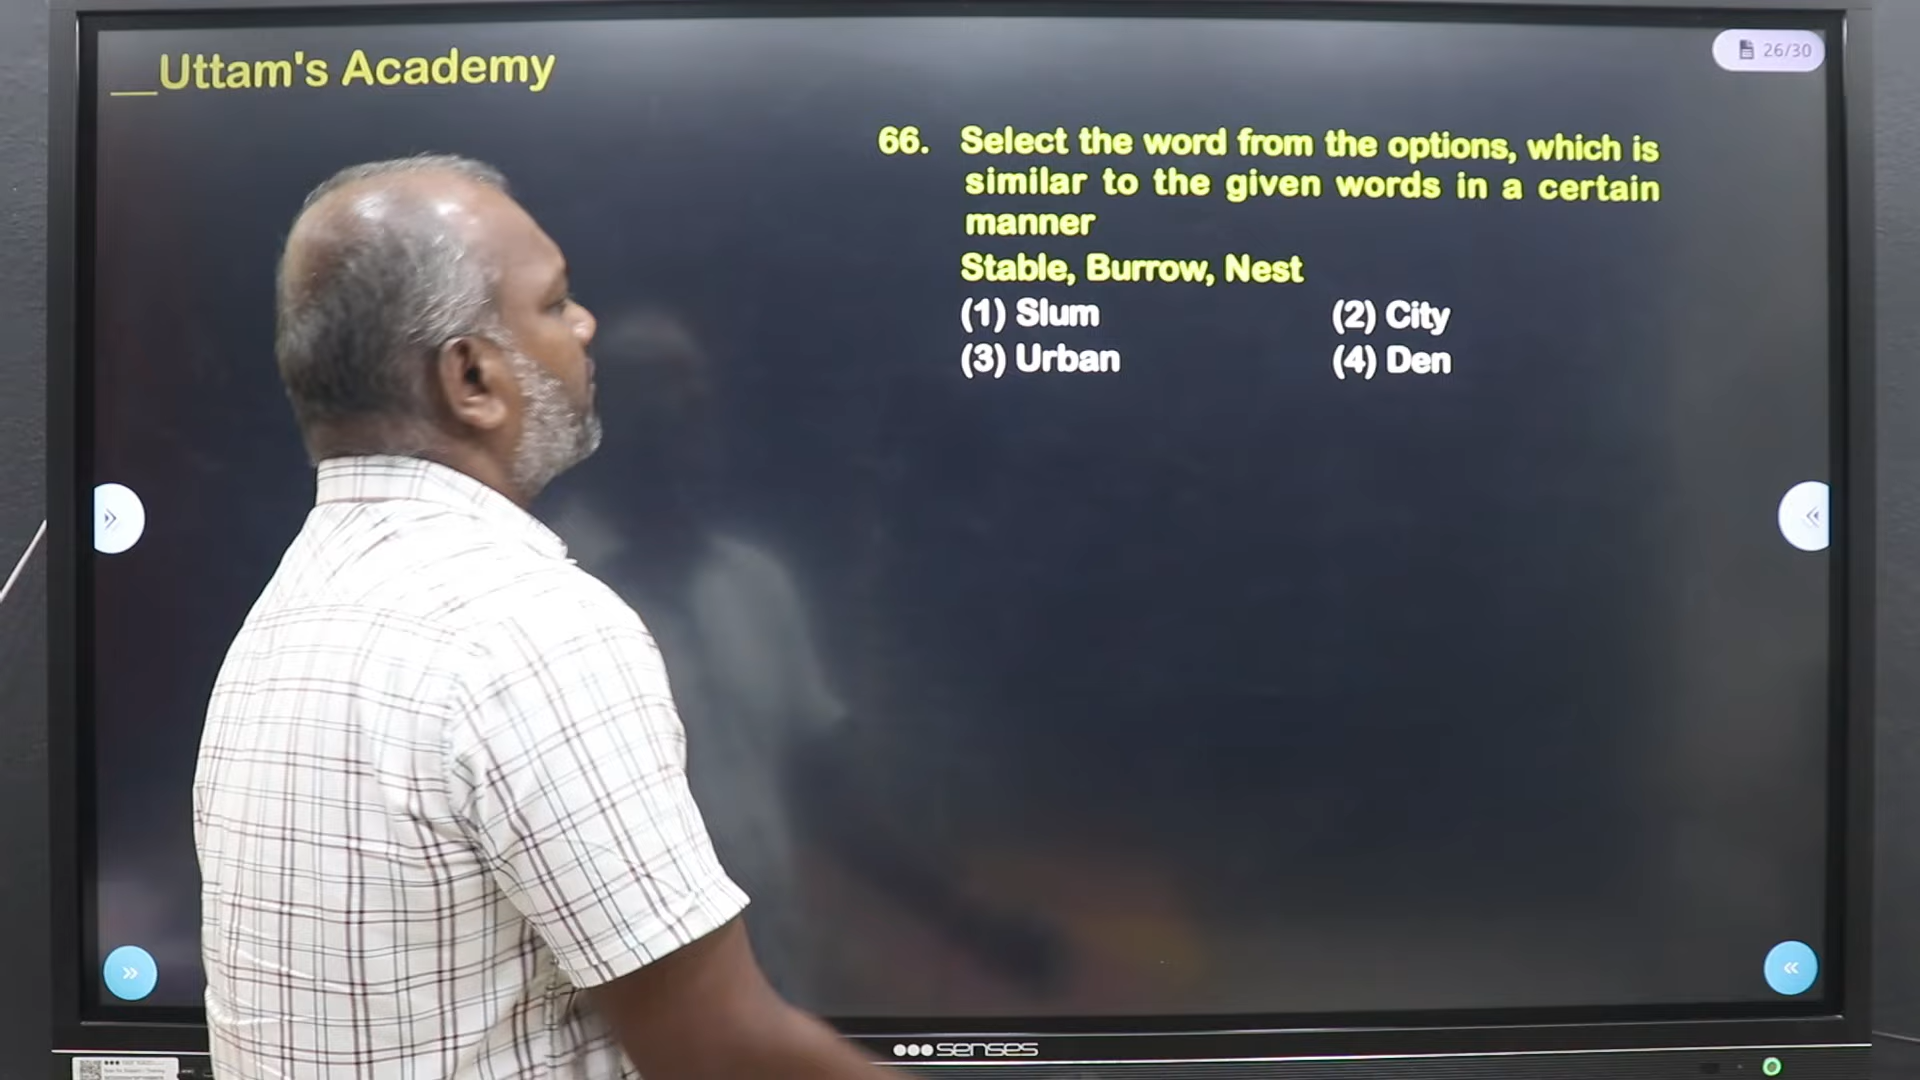 __Uttam's Academy
26/30
66. Select the word from the options, which is
similar to the given words in a certain
manner
Stable, Burrow, Nest
(1) Slum (2) City
(3) Urban (4) Den
senses